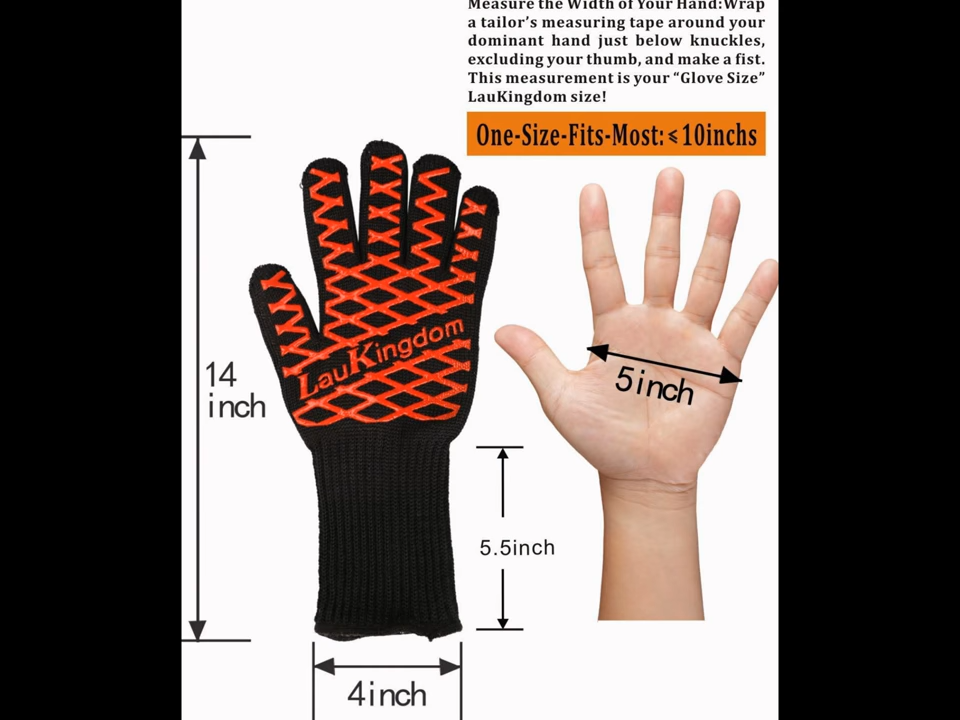 Measure the Width of Your Hand:Wrap
a tailor's measuring tape around your
dominant hand just below knuckles,
excluding your thumb, and make a fist.
This measurement is your “Glove Size”
LauKingdom size!
One-Size-Fits-Most: ≤10inchs
LauKingdom
14
inch
5inch
5.5inch
4inch